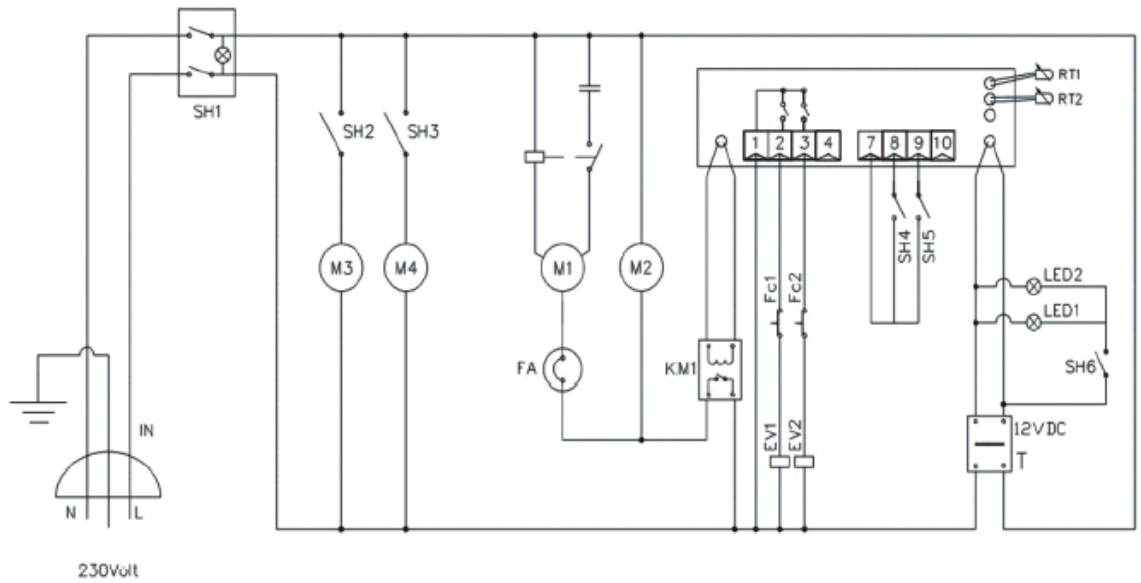 SH1
SH2
SH3
M3
M4
M1
M2
FA
KM1
1 2 3 4
7 8 9 10
RT1
RT2
SH4
SH5
Fc1
Fc2
EV1
EV2
LED2
LED1
SH6
12VDC
T
IN
N L
230Volt